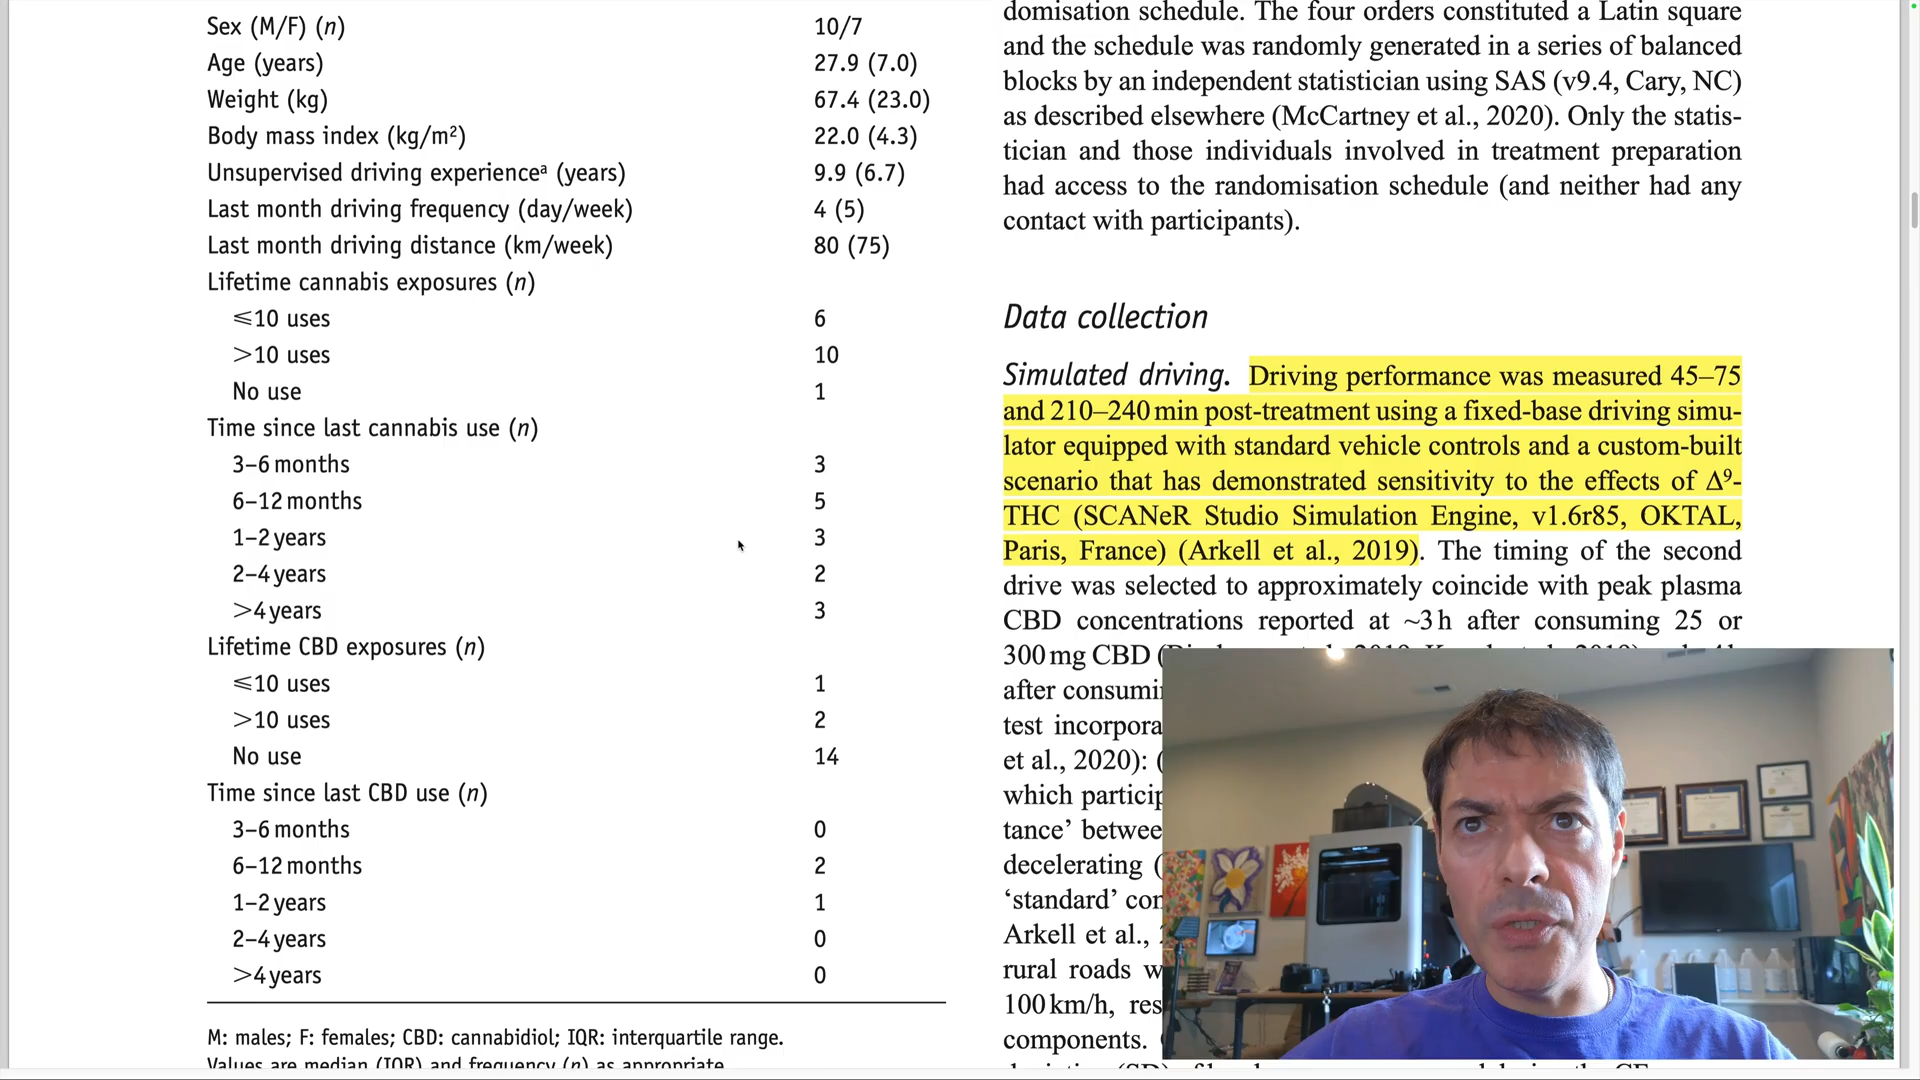 Sex (M/F) (n) 10/7
Age (years) 27.9 (7.0)
Weight (kg) 67.4 (23.0)
Body mass index (kg/m²) 22.0 (4.3)
Unsupervised driving experienceᵃ (years) 9.9 (6.7)
Last month driving frequency (day/week) 4 (5)
Last month driving distance (km/week) 80 (75)
Lifetime cannabis exposures (n)
⩽10 uses 6
>10 uses 10
No use 1
Time since last cannabis use (n)
3–6 months 3
6–12 months 5
1–2 years 3
2–4 years 2
>4 years 3
Lifetime CBD exposures (n)
⩽10 uses 1
>10 uses 2
No use 14
Time since last CBD use (n)
3–6 months 0
6–12 months 2
1–2 years 1
2–4 years 0
>4 years 0
M: males; F: females; CBD: cannabidiol; IQR: interquartile range.
Values are median (IQR) and frequency (n) as appropriate.
domisation schedule. The four orders constituted a Latin square
and the schedule was randomly generated in a series of balanced
blocks by an independent statistician using SAS (v9.4, Cary, NC)
as described elsewhere (McCartney et al., 2020). Only the statis-
tician and those individuals involved in treatment preparation
had access to the randomisation schedule (and neither had any
contact with participants).
Data collection
Simulated driving. Driving performance was measured 45–75
and 210–240 min post-treatment using a fixed-base driving simu-
lator equipped with standard vehicle controls and a custom-built
scenario that has demonstrated sensitivity to the effects of Δ⁹-
THC (SCANeR Studio Simulation Engine, v1.6r85, OKTAL,
Paris, France) (Arkell et al., 2019). The timing of the second
drive was selected to approximately coincide with peak plasma
CBD concentrations reported at ~3 h after consuming 25 or
300 mg CBD (
after consumi
test incorpora
et al., 2020): (
which particip
tance’ betwee
decelerating (
‘standard’ con
Arkell et al.,
rural roads w
100 km/h, res
components.